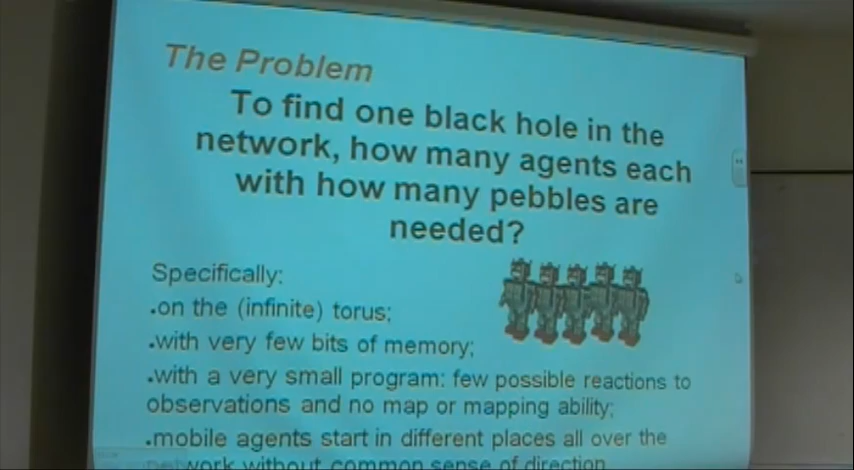 The Problem
To find one black hole in the
network, how many agents each
with how many pebbles are
needed?
Specifically:
.on the (infinite) torus;
.with very few bits of memory;
.with a very small program: few possible reactions to
observations and no map or mapping ability;
.mobile agents start in different places all over the
network without common sense of direction